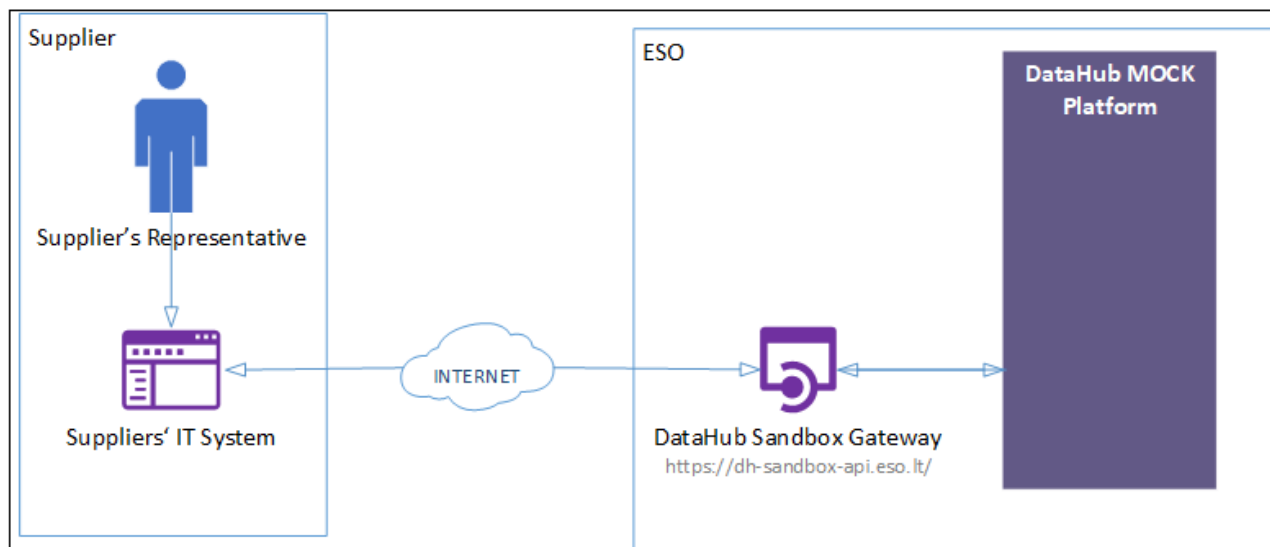 Supplier
Supplier's Representative
Suppliers‘ IT System
INTERNET
ESO
DataHub MOCK
Platform
DataHub Sandbox Gateway
https://dh-sandbox-api.eso.lt/